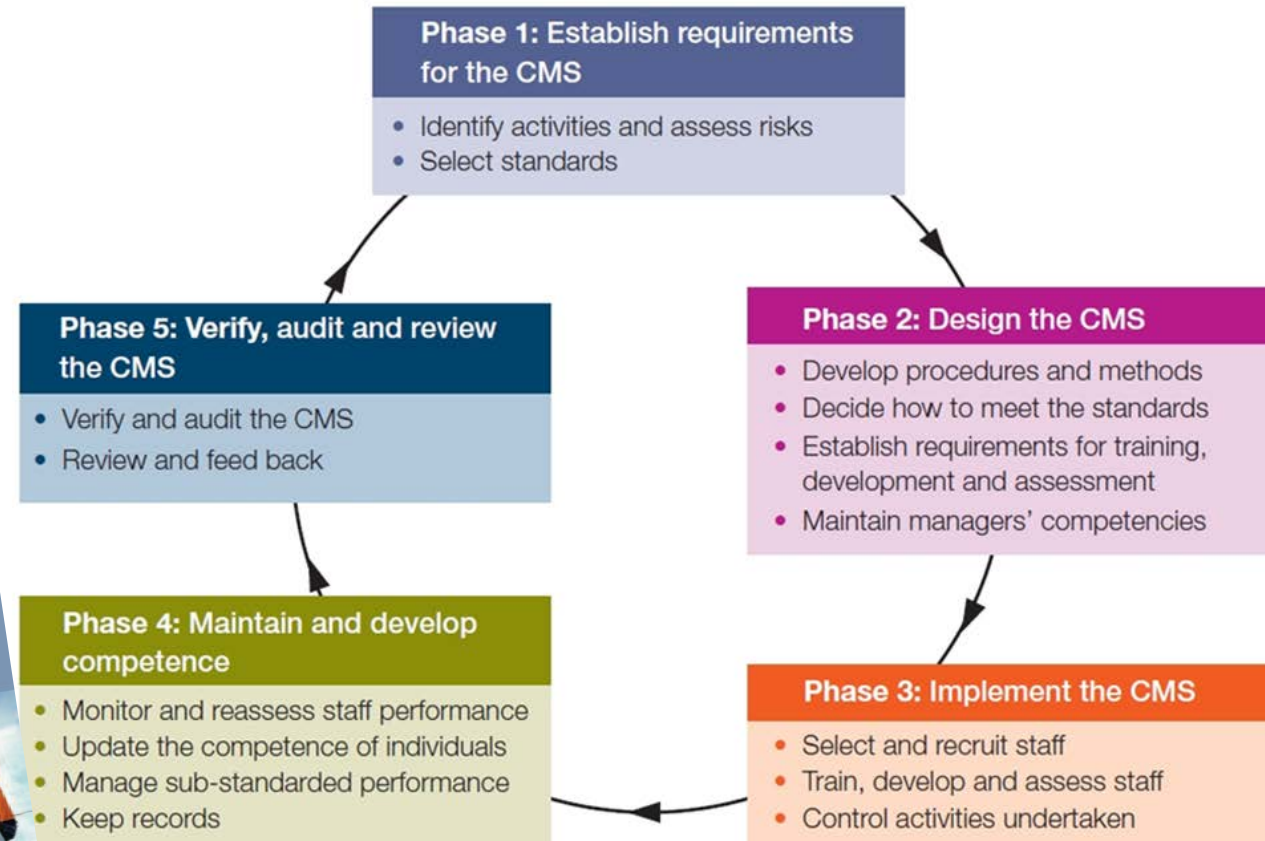 Phase 1: Establish requirements
for the CMS
• Identify activities and assess risks
• Select standards
Phase 2: Design the CMS
• Develop procedures and methods
• Decide how to meet the standards
• Establish requirements for training,
development and assessment
• Maintain managers’ competencies
Phase 3: Implement the CMS
• Select and recruit staff
• Train, develop and assess staff
• Control activities undertaken
Phase 4: Maintain and develop
competence
• Monitor and reassess staff performance
• Update the competence of individuals
• Manage sub-standarded performance
• Keep records
Phase 5: Verify, audit and review
the CMS
• Verify and audit the CMS
• Review and feed back